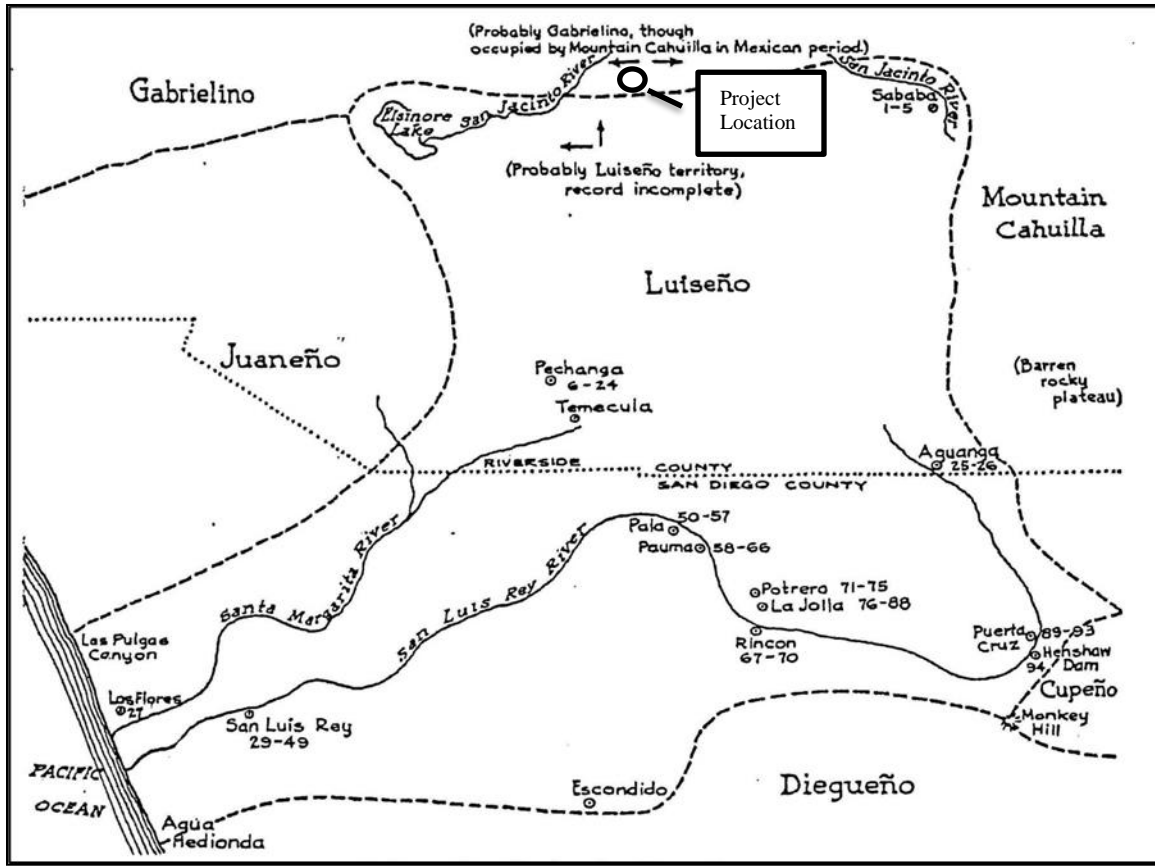 (Probably Gabrielino, though
occupied by Mountain Cahuilla in Mexican period.)
Gabrielino
San Jacinto River
San Jacinto River
Elsinore
Lake
Sababa
1-5
Project
Location
(Probably Luiseño territory,
record incomplete)
Mountain
Cahuilla
Luiseño
Juaneño
Pechanga
6-24
Temecula
(Barren
rocky
plateau)
Aguanga
25-26
RIVERSIDE COUNTY
SAN DIEGO COUNTY
Santa Margarita River
San Luis Rey River
Pala 50-57
Pauma 58-66
Potrero 71-75
La Jolla 76-88
Rincon
67-70
Puerta
Cruz
89-93
Henshaw
Dam
94
Cupeño
Monkey
Hill
Las Pulgas
Canyon
Los Flores
27
San Luis Rey
29-49
PACIFIC
OCEAN
Escondido
Diegueño
Agua
Hedionda